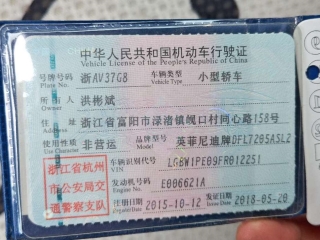 中华人民共和国机动车行驶证
Vehicle License of the People's Republic of China
号牌号码 浙AV37G8 车辆类型 小型轿车
Plate No. Vehicle Type
所有人 洪彬斌
Owner
住址 浙江省富阳市渌渚镇阆口村同心路158号
Address
使用性质 非营运 品牌型号 英菲尼迪牌DFL7205ASL2
Use Character Model
浙江省杭州市公安局交通警察支队
车辆识别代号 LGBW1PE09FR012251
VIN
发动机号码 E006621A
Engine No.
注册日期 2015-10-12 发证日期 2018-05-20
Register Date Issue Date